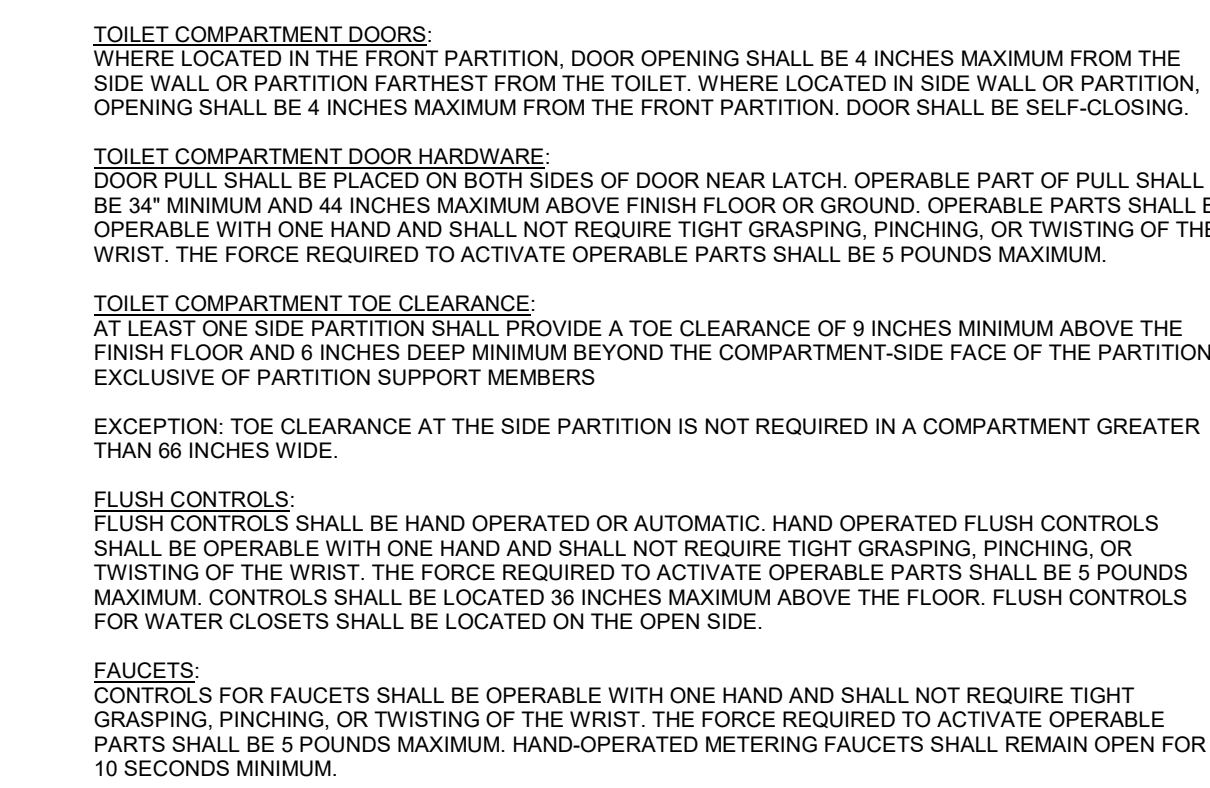 TOILET COMPARTMENT DOORS:
WHERE LOCATED IN THE FRONT PARTITION, DOOR OPENING SHALL BE 4 INCHES MAXIMUM FROM THE
SIDE WALL OR PARTITION FARTHEST FROM THE TOILET. WHERE LOCATED IN SIDE WALL OR PARTITION,
OPENING SHALL BE 4 INCHES MAXIMUM FROM THE FRONT PARTITION. DOOR SHALL BE SELF-CLOSING.
TOILET COMPARTMENT DOOR HARDWARE:
DOOR PULL SHALL BE PLACED ON BOTH SIDES OF DOOR NEAR LATCH. OPERABLE PART OF PULL SHALL
BE 34" MINIMUM AND 44 INCHES MAXIMUM ABOVE FINISH FLOOR OR GROUND. OPERABLE PARTS SHALL B
OPERABLE WITH ONE HAND AND SHALL NOT REQUIRE TIGHT GRASPING, PINCHING, OR TWISTING OF THE
WRIST. THE FORCE REQUIRED TO ACTIVATE OPERABLE PARTS SHALL BE 5 POUNDS MAXIMUM.
TOILET COMPARTMENT TOE CLEARANCE:
AT LEAST ONE SIDE PARTITION SHALL PROVIDE A TOE CLEARANCE OF 9 INCHES MINIMUM ABOVE THE
FINISH FLOOR AND 6 INCHES DEEP MINIMUM BEYOND THE COMPARTMENT-SIDE FACE OF THE PARTITION
EXCLUSIVE OF PARTITION SUPPORT MEMBERS
EXCEPTION: TOE CLEARANCE AT THE SIDE PARTITION IS NOT REQUIRED IN A COMPARTMENT GREATER
THAN 66 INCHES WIDE.
FLUSH CONTROLS:
FLUSH CONTROLS SHALL BE HAND OPERATED OR AUTOMATIC. HAND OPERATED FLUSH CONTROLS
SHALL BE OPERABLE WITH ONE HAND AND SHALL NOT REQUIRE TIGHT GRASPING, PINCHING, OR
TWISTING OF THE WRIST. THE FORCE REQUIRED TO ACTIVATE OPERABLE PARTS SHALL BE 5 POUNDS
MAXIMUM. CONTROLS SHALL BE LOCATED 36 INCHES MAXIMUM ABOVE THE FLOOR. FLUSH CONTROLS
FOR WATER CLOSETS SHALL BE LOCATED ON THE OPEN SIDE.
FAUCETS:
CONTROLS FOR FAUCETS SHALL BE OPERABLE WITH ONE HAND AND SHALL NOT REQUIRE TIGHT
GRASPING, PINCHING, OR TWISTING OF THE WRIST. THE FORCE REQUIRED TO ACTIVATE OPERABLE
PARTS SHALL BE 5 POUNDS MAXIMUM. HAND-OPERATED METERING FAUCETS SHALL REMAIN OPEN FOR
10 SECONDS MINIMUM.